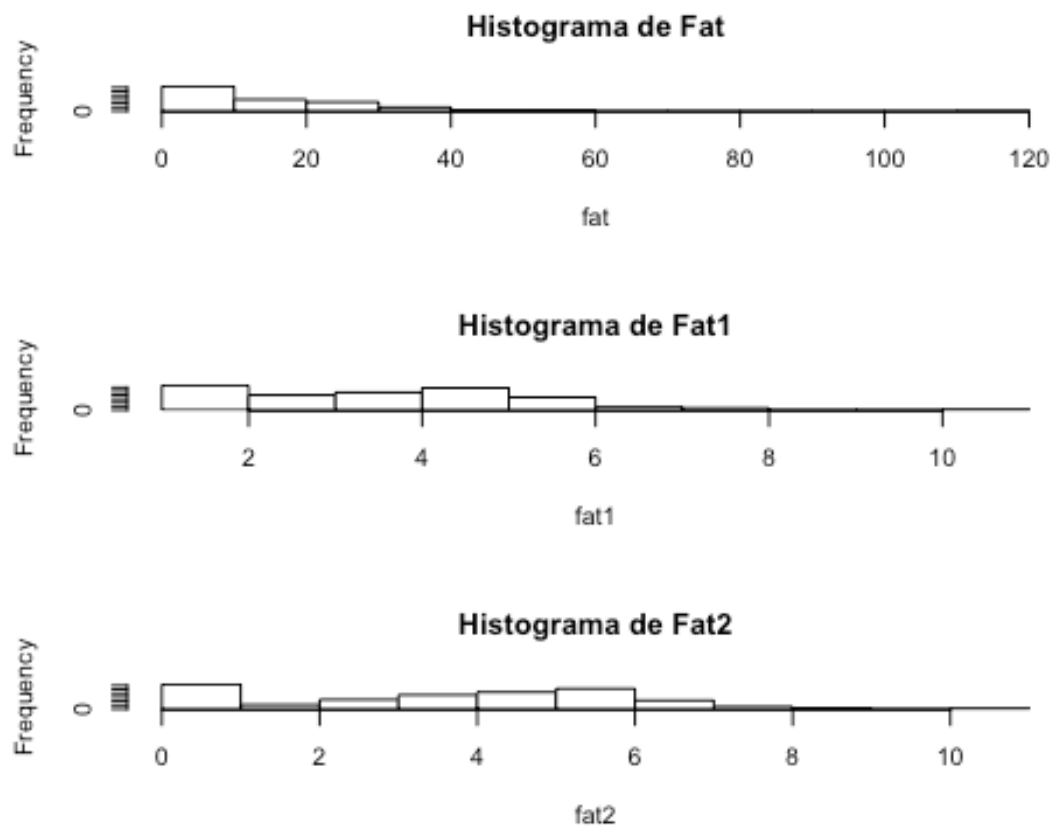 Histograma de Fat
Frequency
0
0 20 40 60 80 100 120
fat
Histograma de Fat1
Frequency
0
2 4 6 8 10
fat1
Histograma de Fat2
Frequency
0
0 2 4 6 8 10
fat2